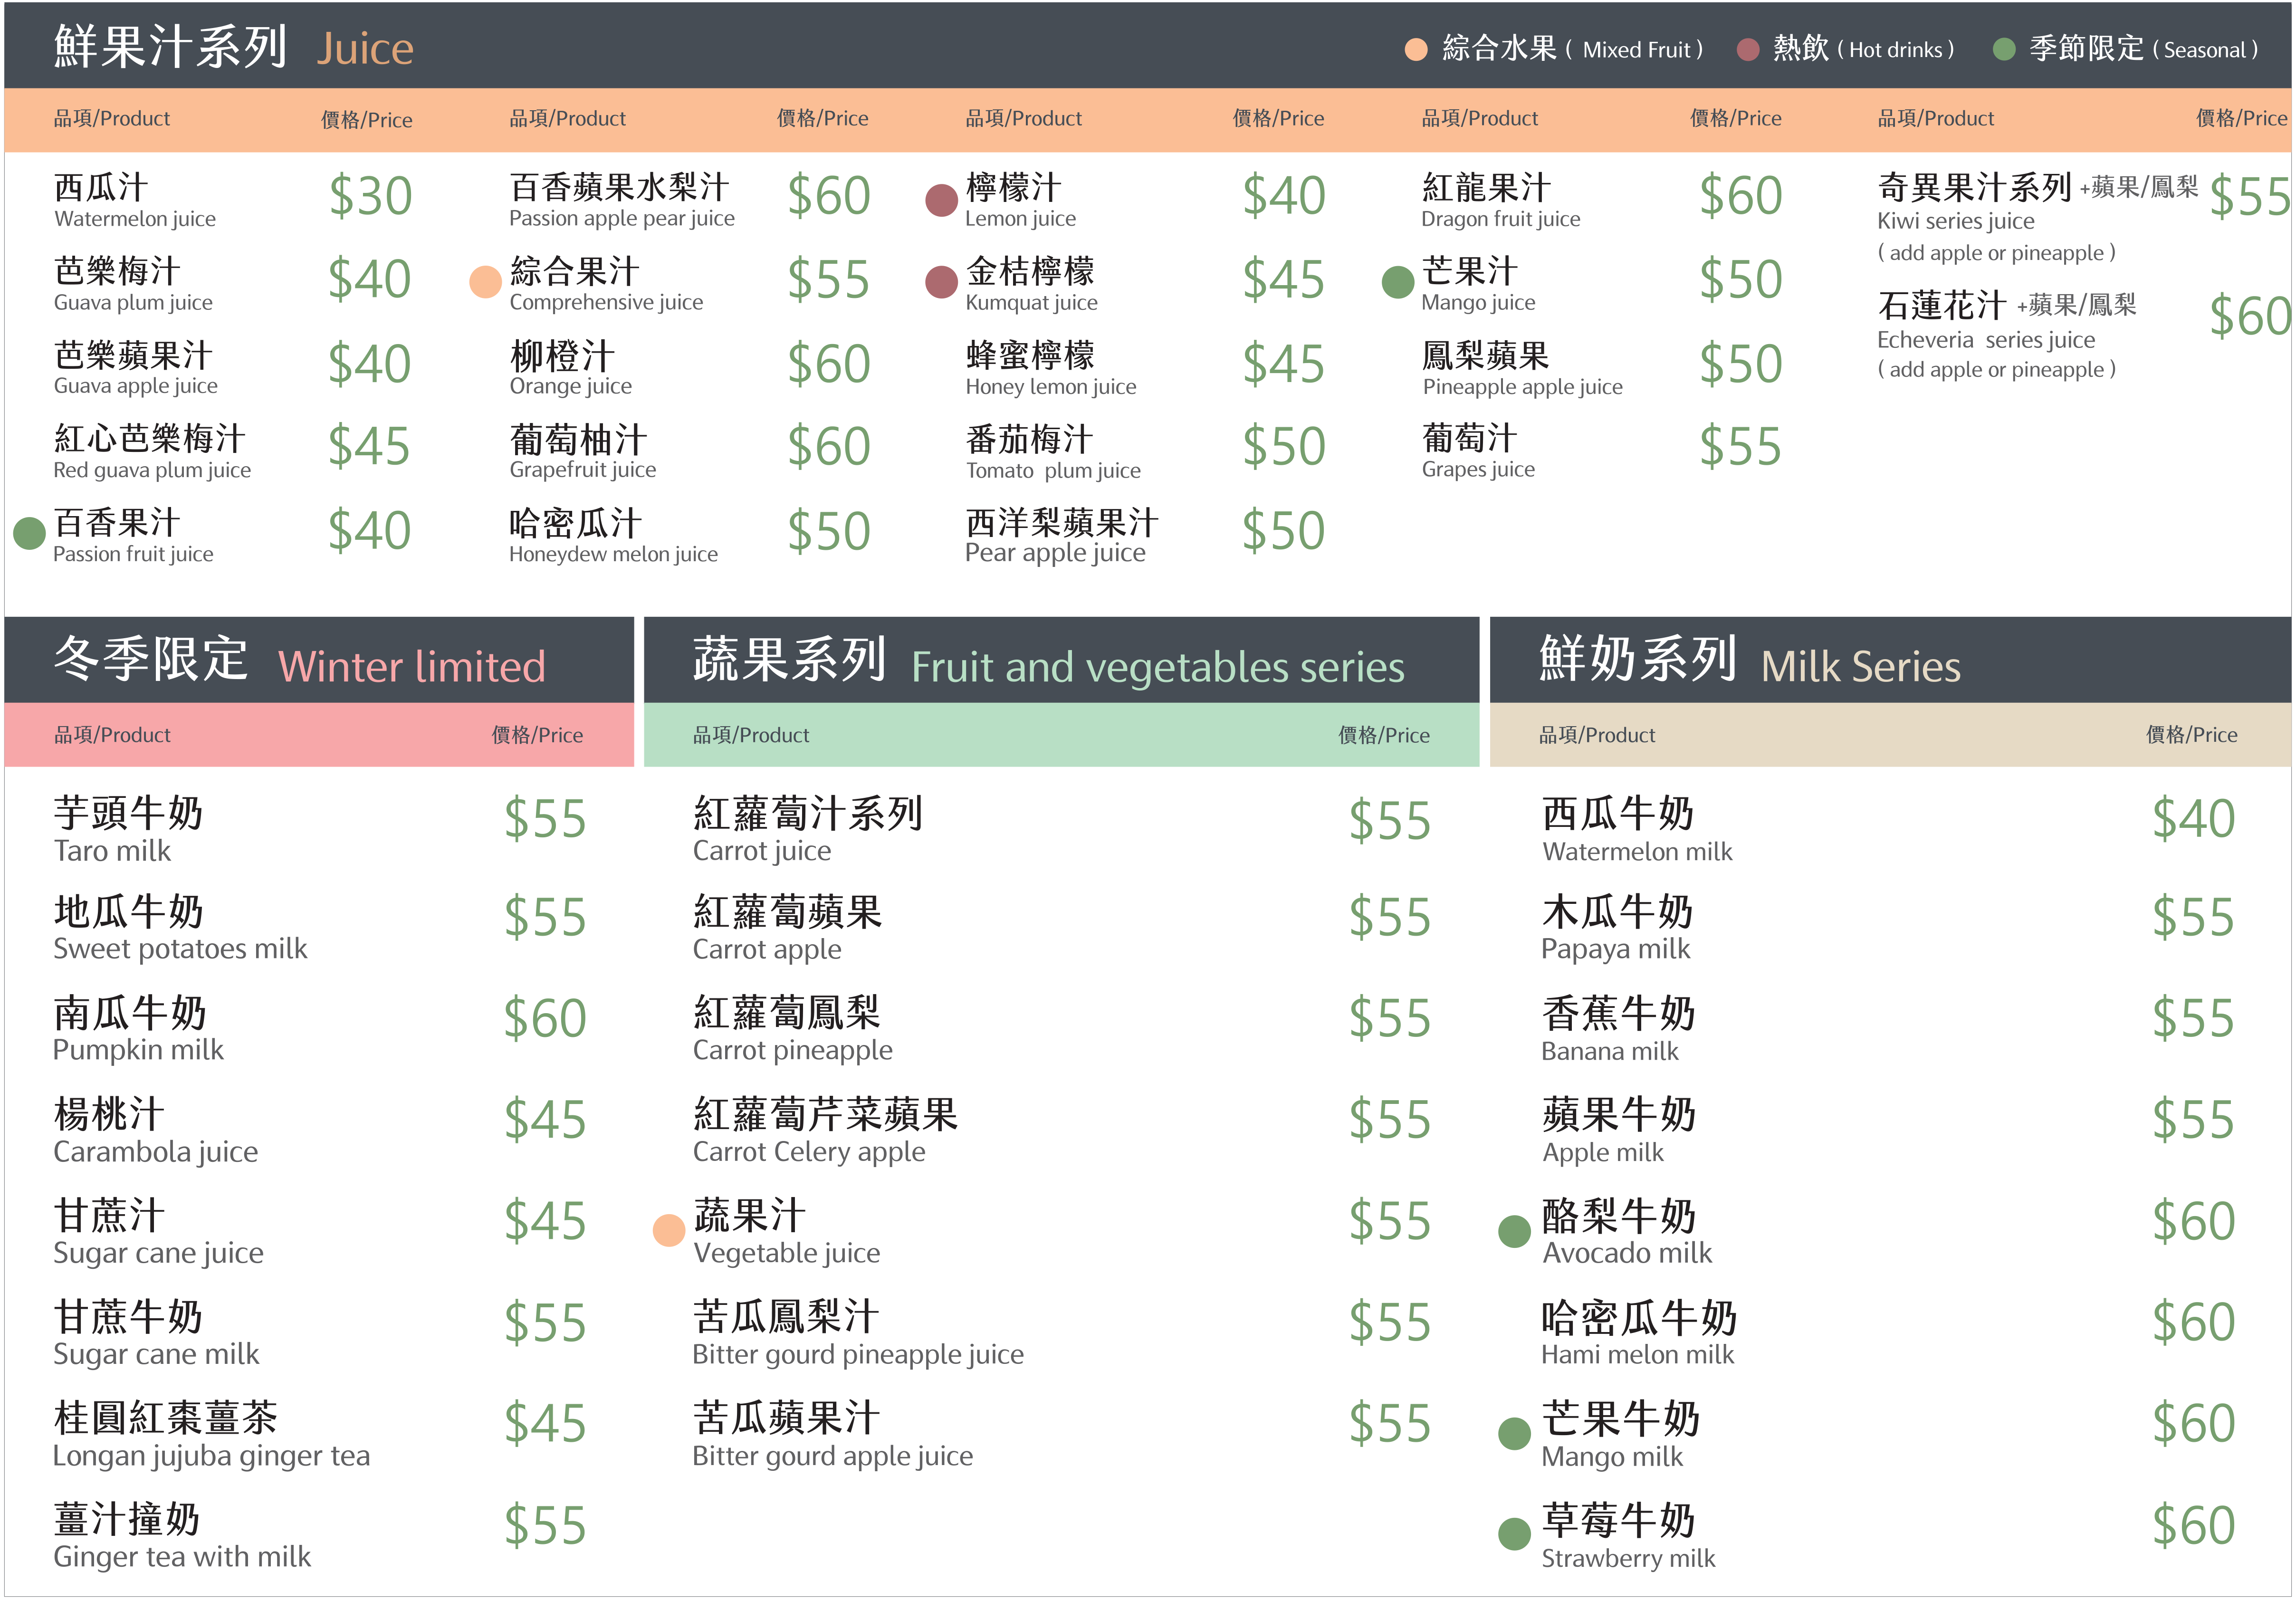 鮮果汁系列 Juice
綜合水果 ( Mixed Fruit ) 熱飲 ( Hot drinks ) 季節限定 ( Seasonal )
品項/Product 價格/Price 品項/Product 價格/Price 品項/Product 價格/Price 品項/Product 價格/Price 品項/Product 價格/Price
西瓜汁 $30
Watermelon juice
芭樂梅汁 $40
Guava plum juice
芭樂蘋果汁 $40
Guava apple juice
紅心芭樂梅汁 $45
Red guava plum juice
百香果汁 $40
Passion fruit juice
百香蘋果水梨汁 $60
Passion apple pear juice
綜合果汁 $55
Comprehensive juice
柳橙汁 $60
Orange juice
葡萄柚汁 $60
Grapefruit juice
哈密瓜汁 $50
Honeydew melon juice
檸檬汁 $40
Lemon juice
金桔檸檬 $45
Kumquat juice
蜂蜜檸檬 $45
Honey lemon juice
番茄梅汁 $50
Tomato plum juice
西洋梨蘋果汁 $50
Pear apple juice
紅龍果汁 $60
Dragon fruit juice
芒果汁 $50
Mango juice
鳳梨蘋果 $50
Pineapple apple juice
葡萄汁 $55
Grapes juice
奇異果汁系列 +蘋果/鳳梨 $55
Kiwi series juice
( add apple or pineapple )
石蓮花汁 +蘋果/鳳梨 $60
Echeveria series juice
( add apple or pineapple )
冬季限定 Winter limited
品項/Product 價格/Price
芋頭牛奶 $55
Taro milk
地瓜牛奶 $55
Sweet potatoes milk
南瓜牛奶 $60
Pumpkin milk
楊桃汁 $45
Carambola juice
甘蔗汁 $45
Sugar cane juice
甘蔗牛奶 $55
Sugar cane milk
桂圓紅棗薑茶 $45
Longan jujuba ginger tea
薑汁撞奶 $55
Ginger tea with milk
蔬果系列 Fruit and vegetables series
品項/Product 價格/Price
紅蘿蔔汁系列 $55
Carrot juice
紅蘿蔔蘋果 $55
Carrot apple
紅蘿蔔鳳梨 $55
Carrot pineapple
紅蘿蔔芹菜蘋果 $55
Carrot Celery apple
蔬果汁 $55
Vegetable juice
苦瓜鳳梨汁 $55
Bitter gourd pineapple juice
苦瓜蘋果汁 $55
Bitter gourd apple juice
鮮奶系列 Milk Series
品項/Product 價格/Price
西瓜牛奶 $40
Watermelon milk
木瓜牛奶 $55
Papaya milk
香蕉牛奶 $55
Banana milk
蘋果牛奶 $55
Apple milk
酪梨牛奶 $60
Avocado milk
哈密瓜牛奶 $60
Hami melon milk
芒果牛奶 $60
Mango milk
草莓牛奶 $60
Strawberry milk